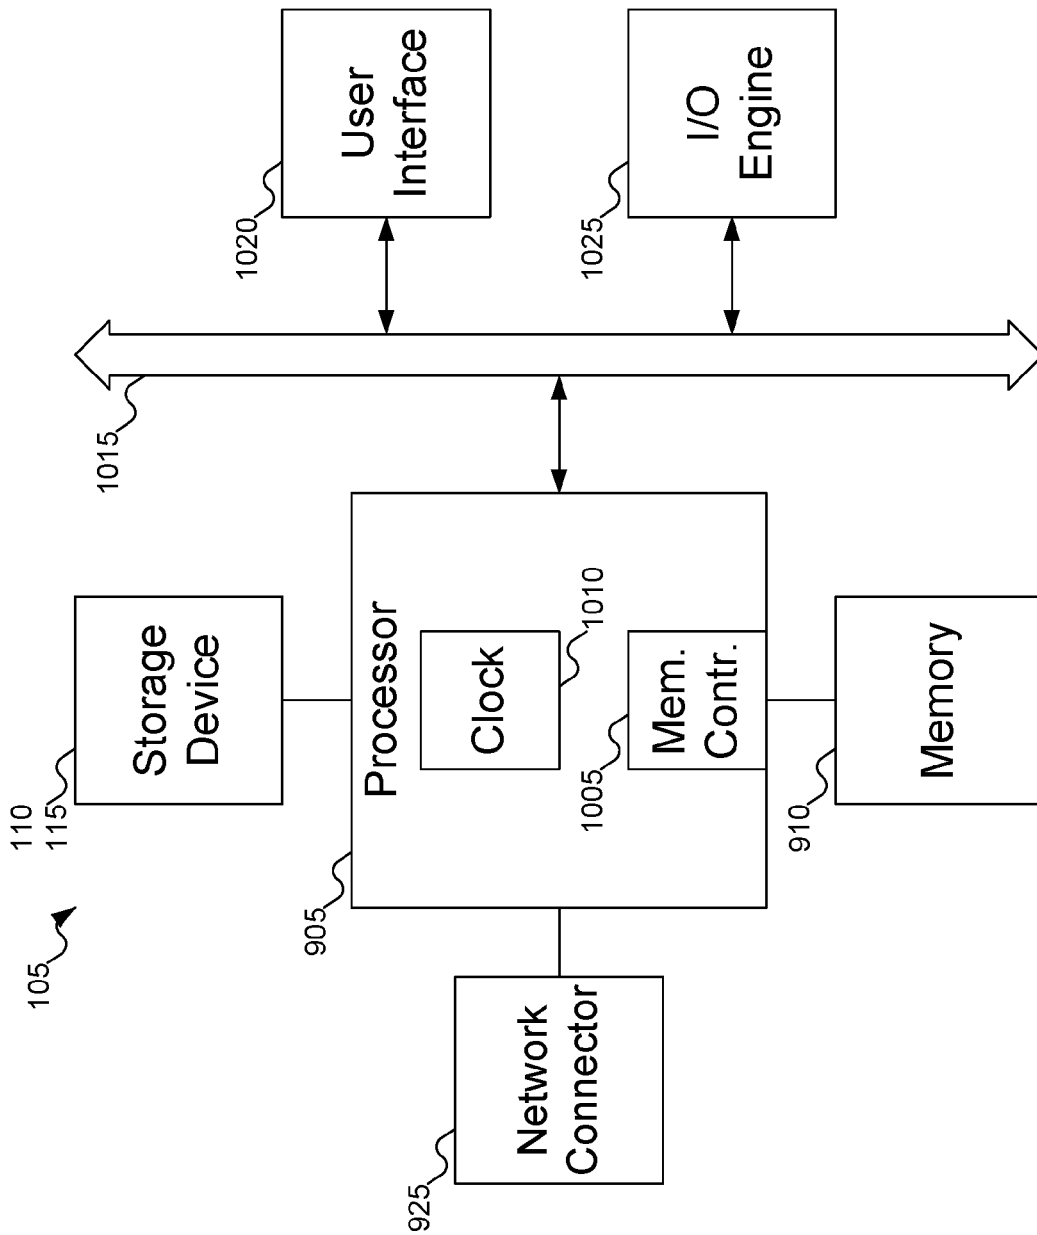 110
105
115
1015
Storage
Device
1020
905
User
Interface
Processor
925
Clock
Network
Connector
1010
1005
1025
Mem.
Contr.
I/O
Engine
910
Memory